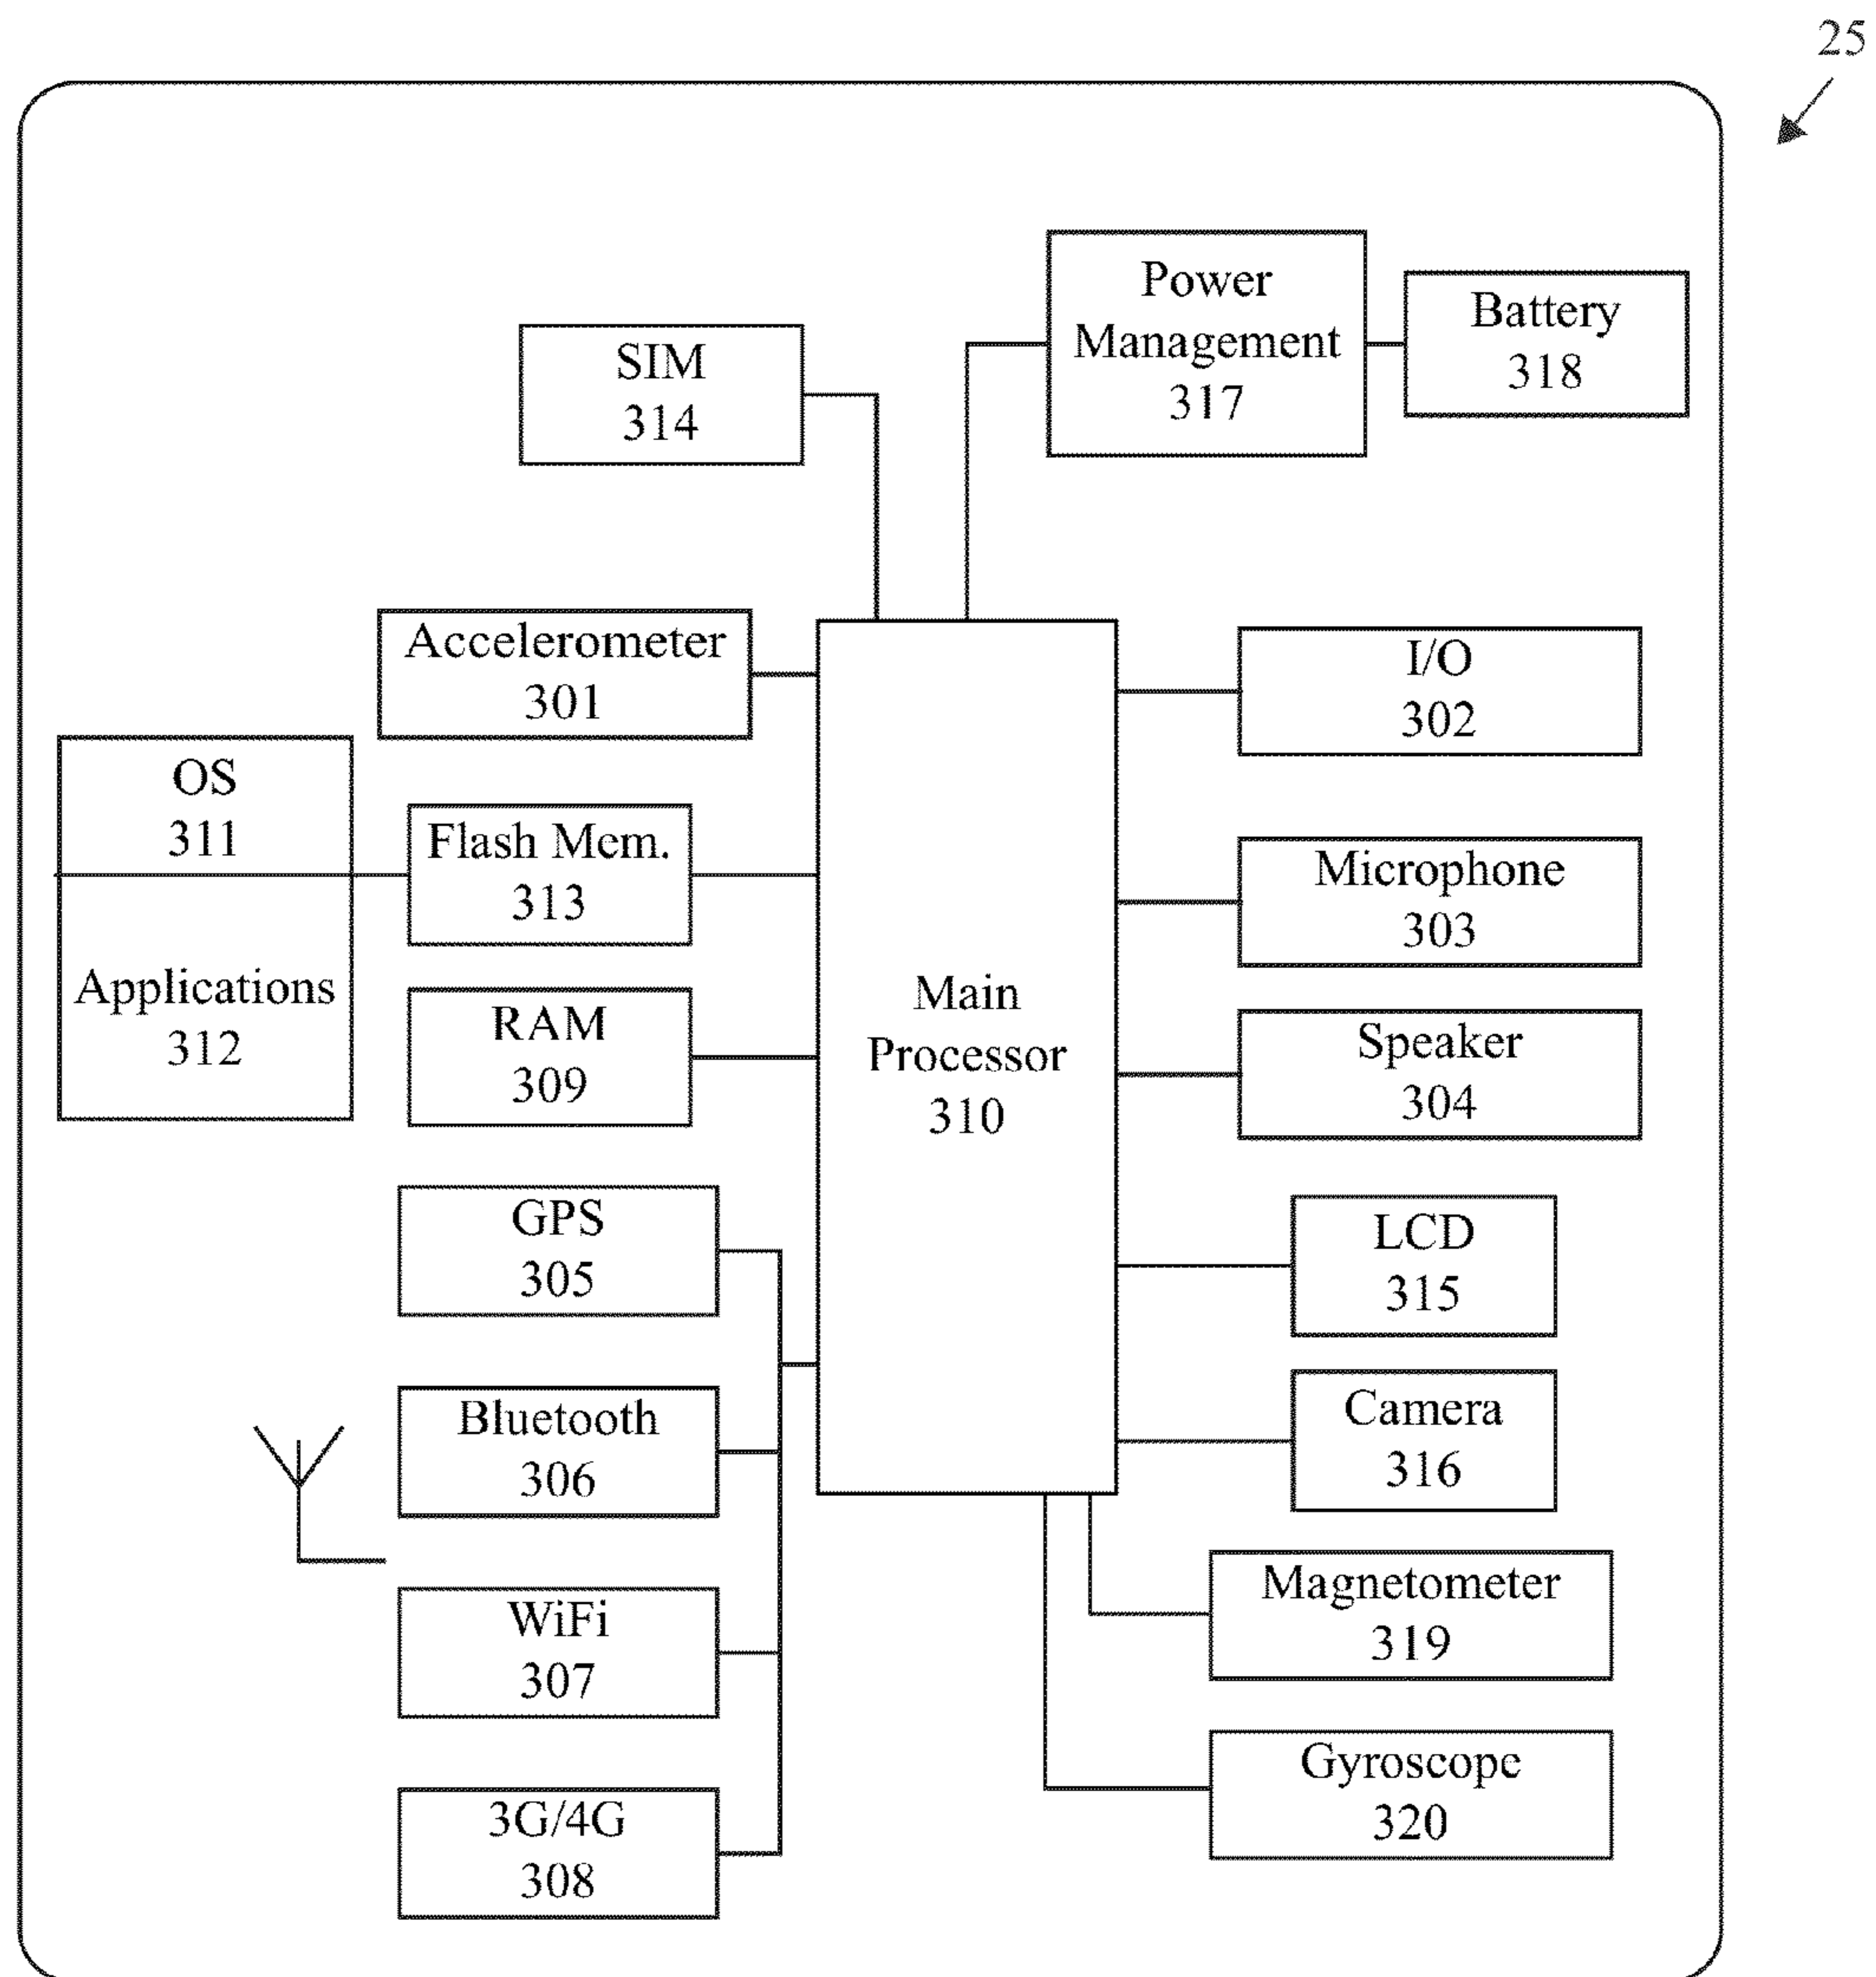 25
Power
Management
317
Battery
318
SIM
314
Accelerometer
301
I/O
302
OS
311
Flash Mem.
313
Microphone
303
Applications
312
RAM
309
Main
Processor
310
Speaker
304
GPS
305
LCD
315
Bluetooth
306
Camera
316
WiFi
307
Magnetometer
319
3G/4G
308
Gyroscope
320